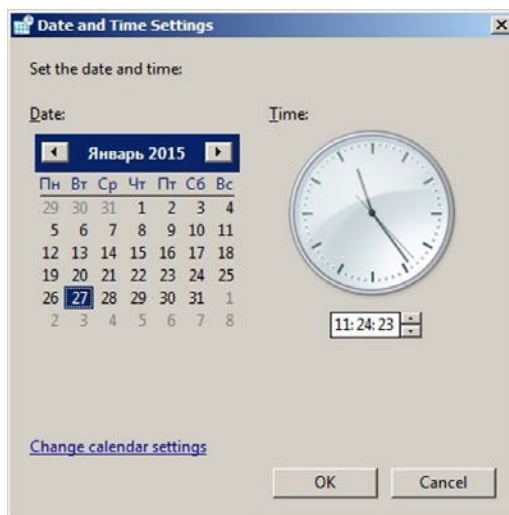 Date and Time Settings
Set the date and time:
Date:
Time:
Январь 2015
Пн Вт Ср Чт Пт Сб Вс
29 30 31 1 2 3 4
5 6 7 8 9 10 11
12 13 14 15 16 17 18
19 20 21 22 23 24 25
26 27 28 29 30 31 1
2 3 4 5 6 7 8
11:24:23
Change calendar settings
OK Cancel